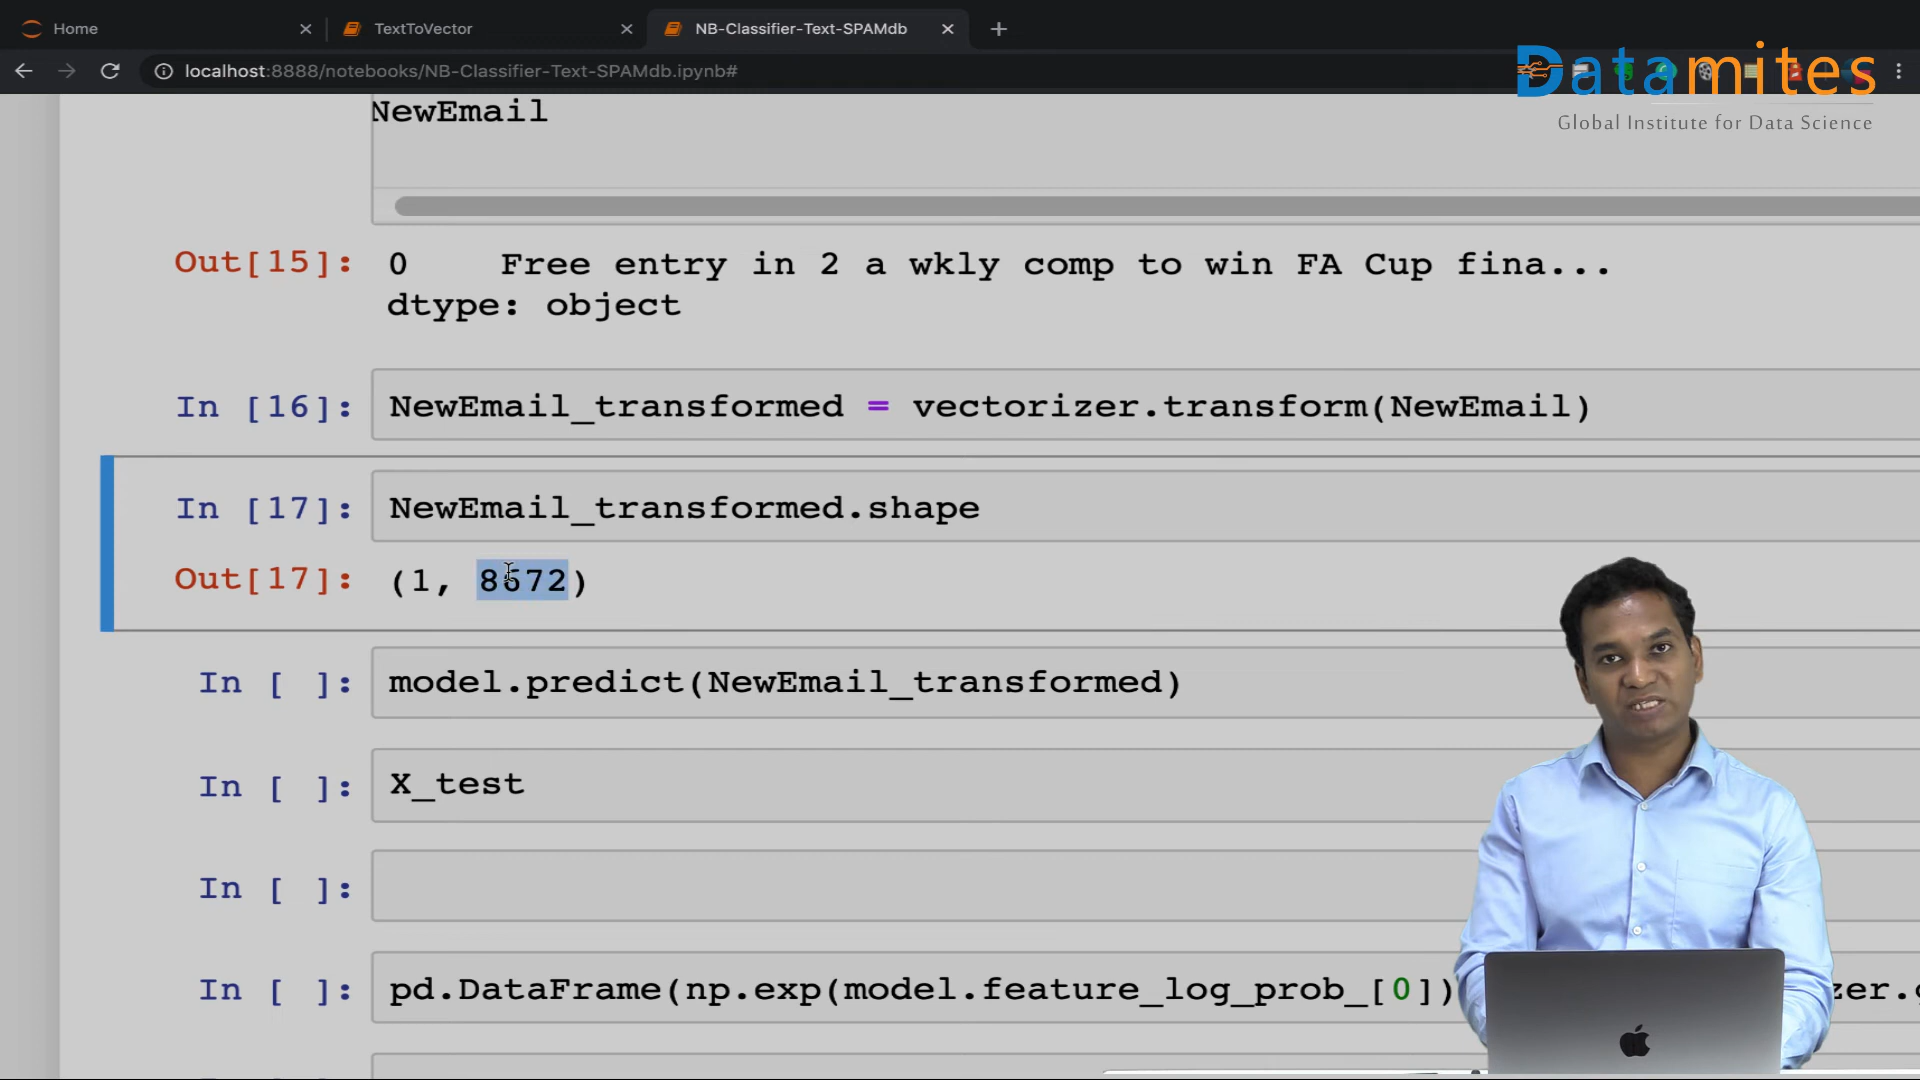 Home
TextToVector
NB-Classifier-Text-SPAMdb
localhost:8888/notebooks/NB-Classifier-Text-SPAMdb.ipynb#
Datamites
Global Institute for Data Science
NewEmail
Out[15]: 0 Free entry in 2 a wkly comp to win FA Cup fina...
dtype: object
In [16]: NewEmail_transformed = vectorizer.transform(NewEmail)
In [17]: NewEmail_transformed.shape
Out[17]: (1, 8672)
In [ ]: model.predict(NewEmail_transformed)
In [ ]: X_test
In [ ]:
In [ ]: pd.DataFrame(np.exp(model.feature_log_prob_[0])